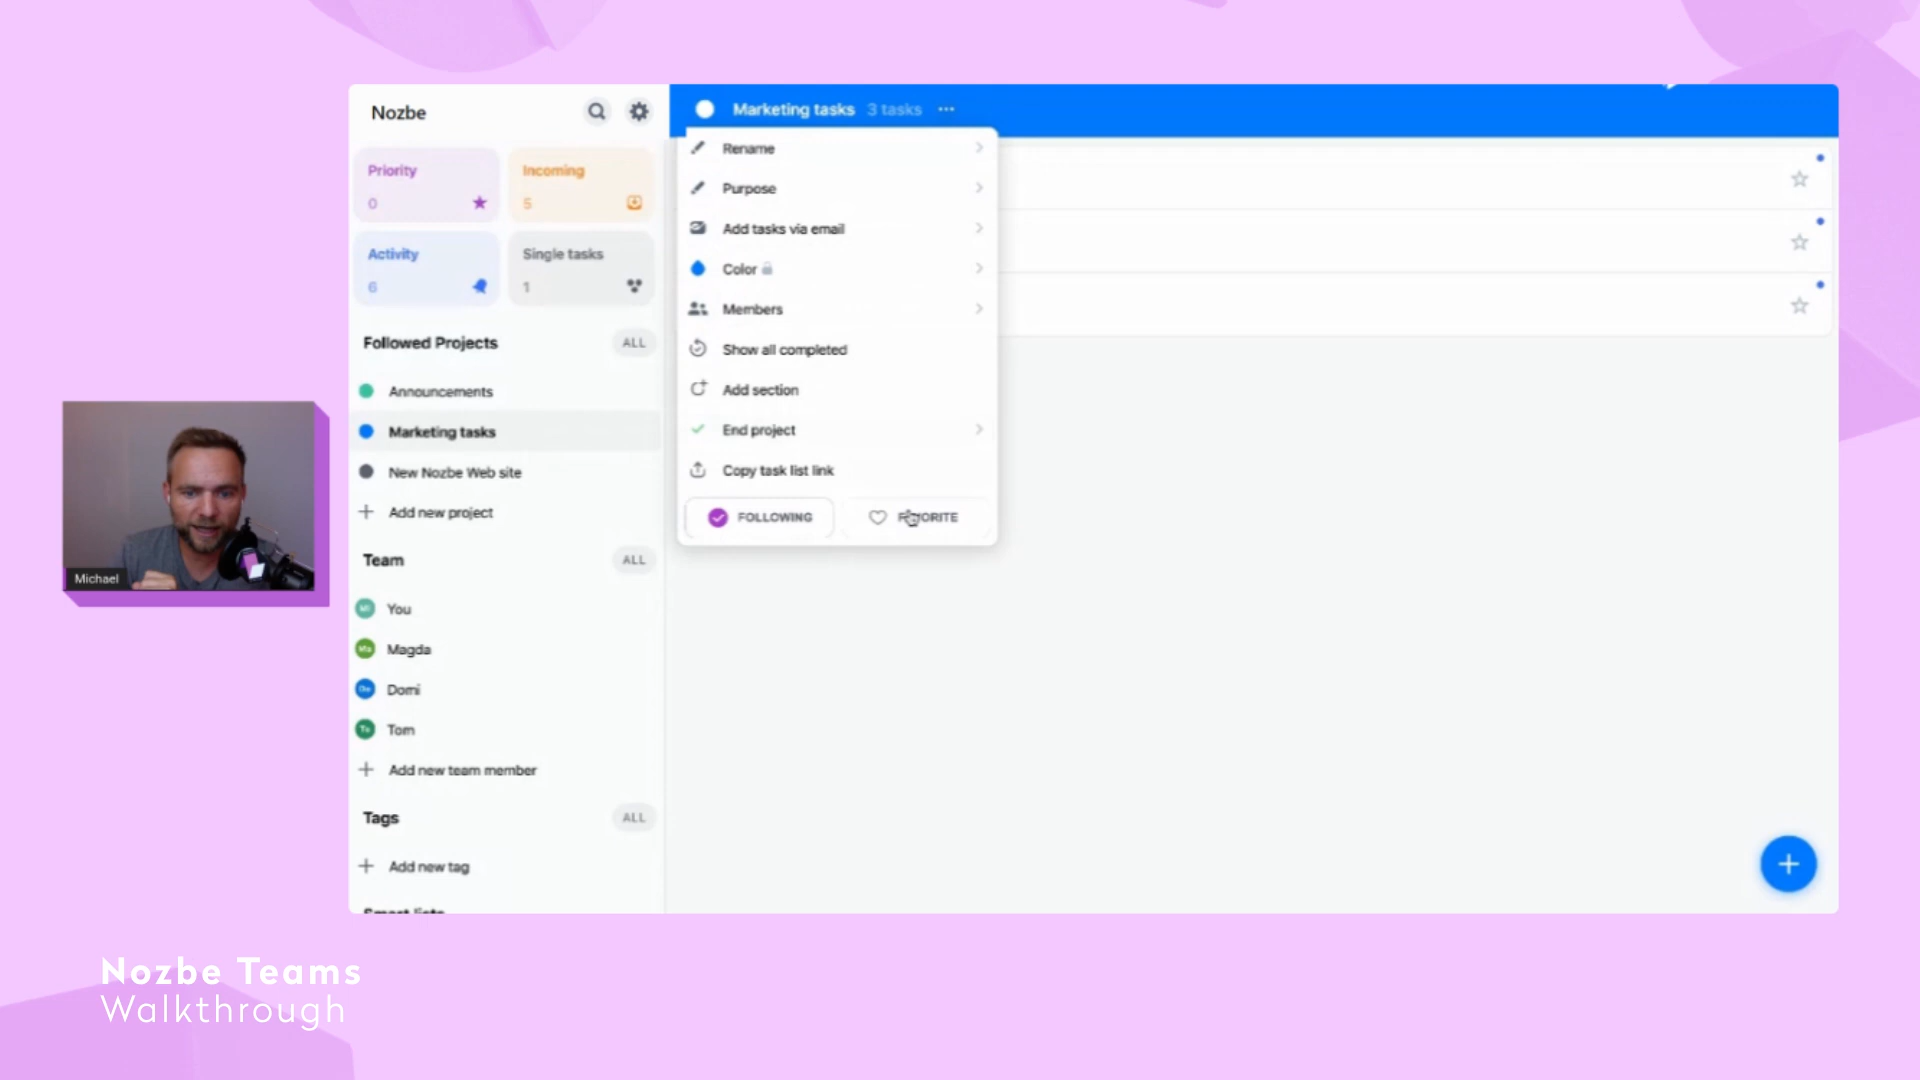 Nozbe
Marketing tasks 3 tasks
Priority
0
Incoming
5
Activity
6
Single tasks
1
Followed Projects ALL
Announcements
Marketing tasks
New Nozbe Web site
Add new project
Team ALL
You
Magda
Domi
Tom
Add new team member
Tags ALL
Add new tag
Smart lists
Rename
Purpose
Add tasks via email
Color
Members
Show all completed
Add section
End project
Copy task list link
FOLLOWING
FAVORITE
Michael
Nozbe Teams
Walkthrough